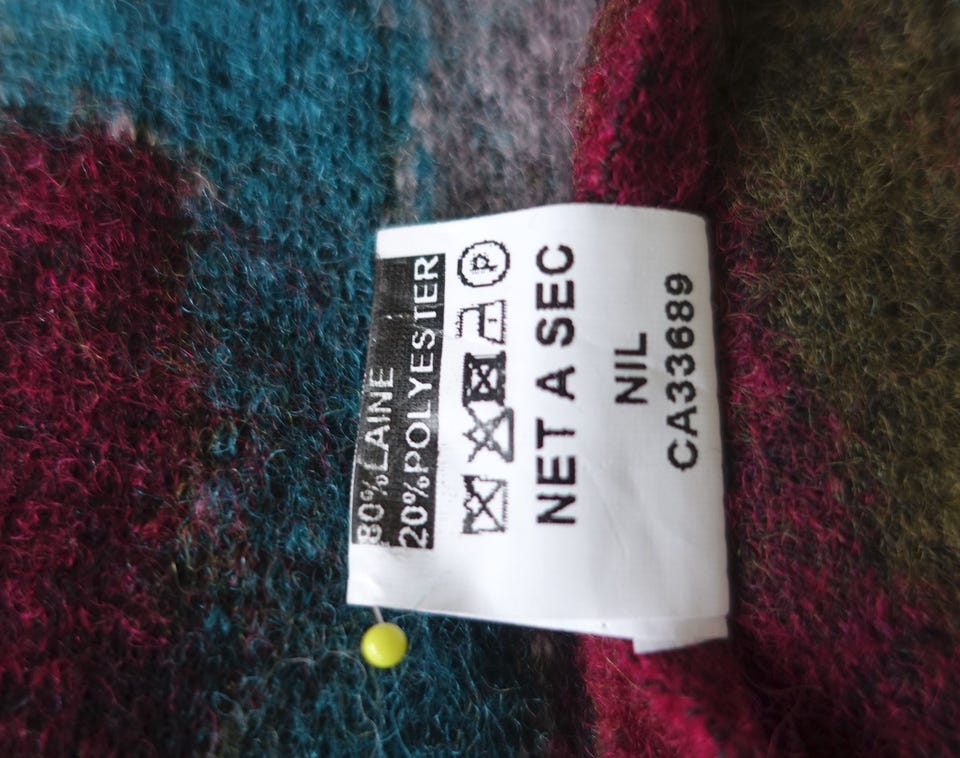 80% LAINE
20% POLYESTER
P
NET A SEC
NIL
CA33689